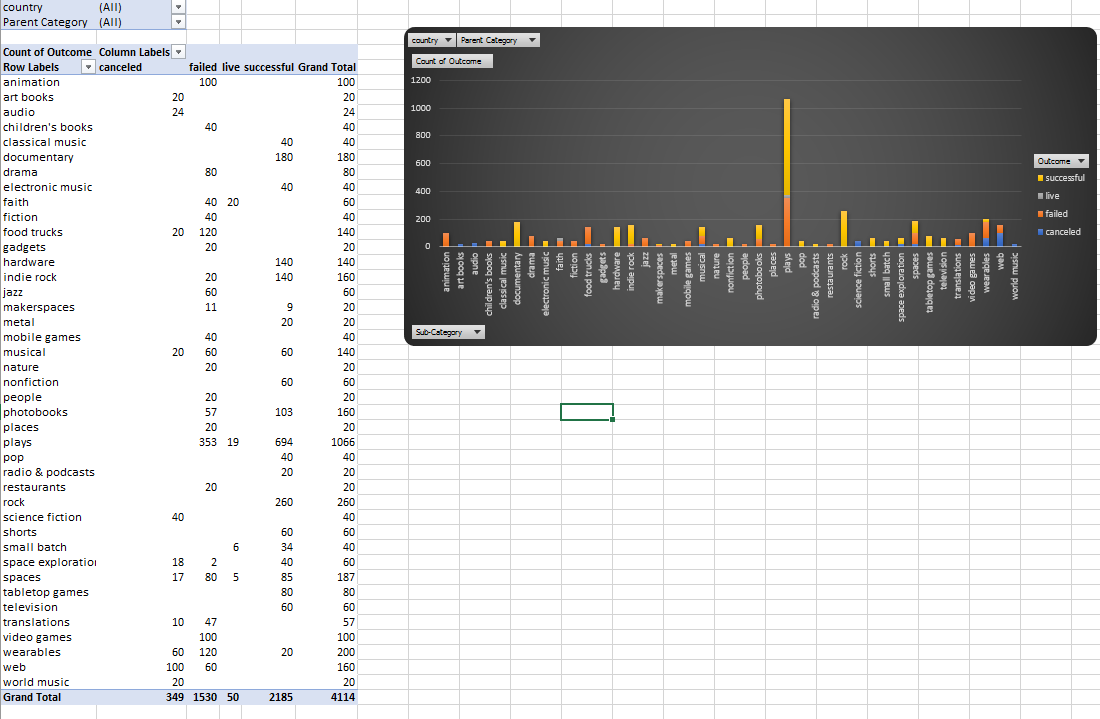 country (All)
Parent Category (All)
Count of Outcome Column Labels
Row Labels canceled failed live successful Grand Total
animation 100 100
art books 20 20
audio 24 24
children's books 40 40
classical music 40 40
documentary 180 180
drama 80 80
electronic music 40 40
faith 40 20 60
fiction 40 40
food trucks 20 120 140
gadgets 20 20
hardware 140 140
indie rock 20 140 160
jazz 60 60
makerspaces 11 9 20
metal 20 20
mobile games 40 40
musical 20 60 60 140
nature 20 20
nonfiction 60 60
people 20 20
photobooks 57 103 160
places 20 20
plays 353 19 694 1066
pop 40 40
radio & podcasts 20 20
restaurants 20 20
rock 260 260
science fiction 40 40
shorts 60 60
small batch 6 34 40
space exploratio 18 2 40 60
spaces 17 80 5 85 187
tabletop games 80 80
television 60 60
translations 10 47 57
video games 100 100
wearables 60 120 20 200
web 100 60 160
world music 20 20
Grand Total 349 1530 50 2185 4114
country Parent Category
Count of Outcome
1200
1000
800
600
400
200
0
animation
art books
audio
children's books
classical music
documentary
drama
electronic music
faith
fiction
food trucks
gadgets
hardware
indie rock
jazz
makerspaces
metal
mobile games
musical
nature
nonfiction
people
photobooks
places
plays
pop
radio & podcasts
restaurants
rock
science fiction
shorts
small batch
space exploration
spaces
tabletop games
television
translations
video games
wearables
web
world music
Outcome
successful
live
failed
canceled
Sub-Category